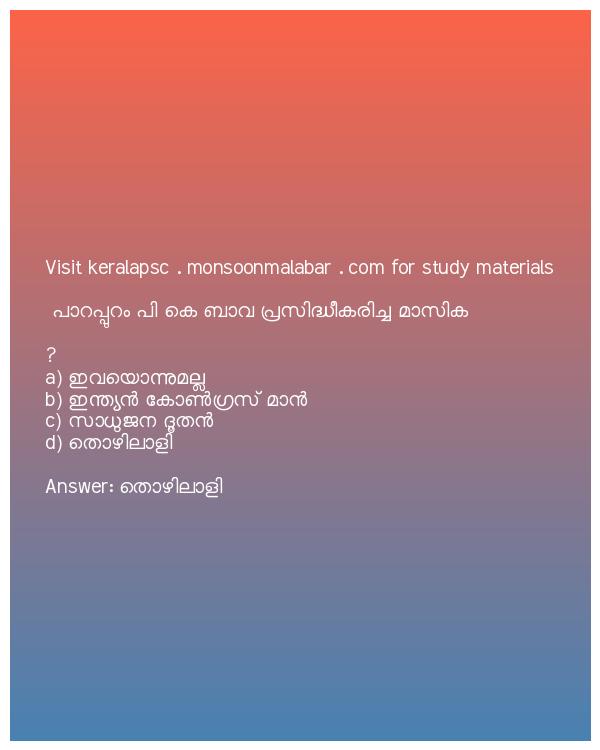 Visit keralapsc . monsoonmalabar . com for study materials
പാറപ്പുറം പി കെ ബാവ പ്രസിദ്ധീകരിച്ച മാസിക
?
a) ഇവയൊന്നുമല്ല
b) ഇന്ത്യൻ കോൺഗ്രസ് മാൻ
c) സാധുജന ദൂതൻ
d) തൊഴിലാളി
Answer: തൊഴിലാളി